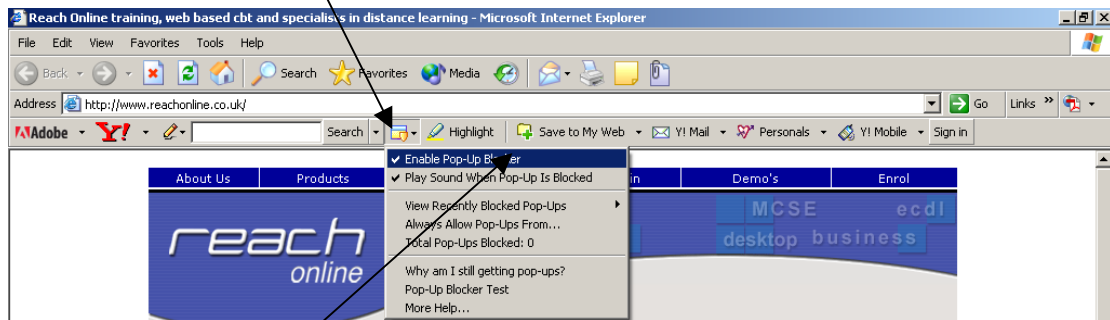 Reach Online training, web based cbt and specialists in distance learning - Microsoft Internet Explorer
File Edit View Favorites Tools Help
Back Search Favorites Media
Address http://www.reachonline.co.uk/ Go Links »
Adobe Y! Search Highlight Save to My Web Y! Mail Personals Y! Mobile Sign in
Enable Pop-Up Blocker
Play Sound When Pop-Up Is Blocked
View Recently Blocked Pop-Ups
Always Allow Pop-Ups From...
Total Pop-Ups Blocked: 0
Why am I still getting pop-ups?
Pop-Up Blocker Test
More Help...
About Us Products in Demo's Enrol
MCSE ecdl
desktop business
reach
online